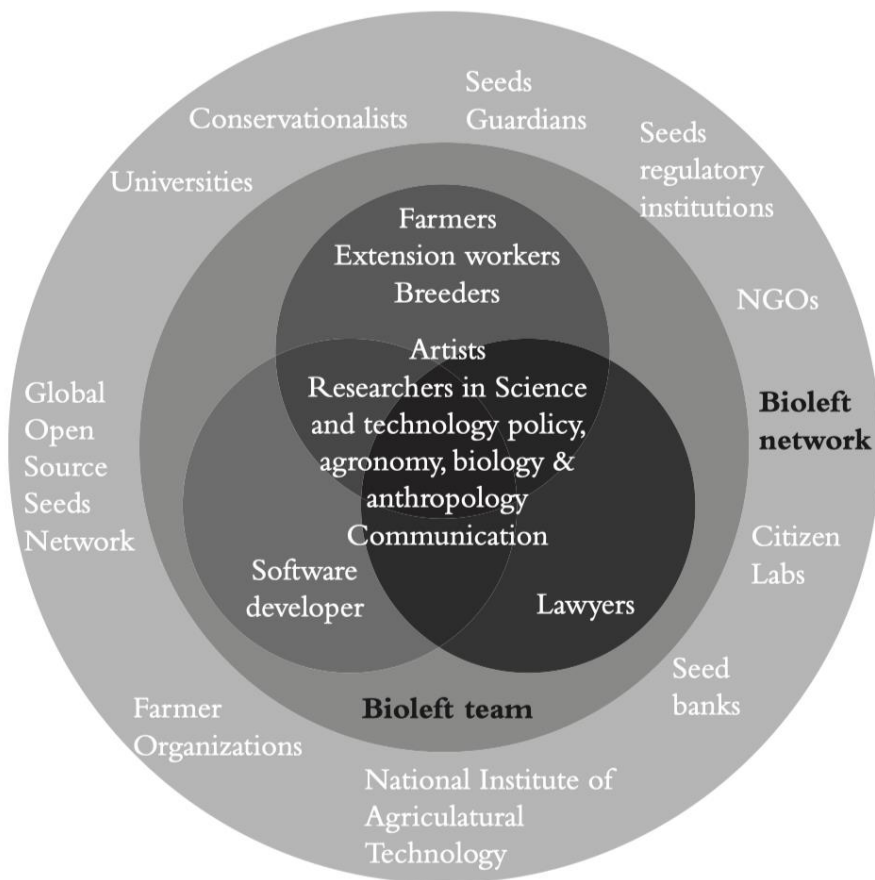 Seeds
Guardians
Conservationalists
Seeds
regulatory
institutions
Universities
Farmers
Extension workers
Breeders
NGOs
Artists
Researchers in Science
and technology policy,
agronomy, biology &
anthropology
Communication
Global
Open
Source
Seeds
Network
Bioleft
network
Citizen
Labs
Software
developer
Lawyers
Seed
banks
Bioleft team
Farmer
Organizations
National Institute of
Agriculatural
Technology